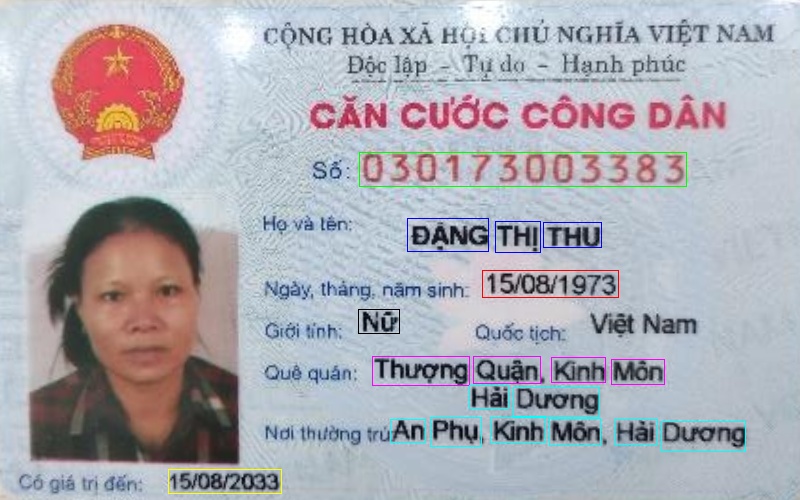 CỘNG HÒA XÃ HỘI CHỦ NGHĨA VIỆT NAM
Độc lập - Tự do - Hạnh phúc
CĂN CƯỚC CÔNG DÂN
Số: 030173003383
Họ và tên: ĐẶNG THỊ THU
Ngày, tháng, năm sinh: 15/08/1973
Giới tính: Nữ Quốc tịch: Việt Nam
Quê quán: Thượng Quận, Kinh Môn
Hải Dương
Nơi thường trú: An Phụ, Kinh Môn, Hải Dương
Có giá trị đến: 15/08/2033